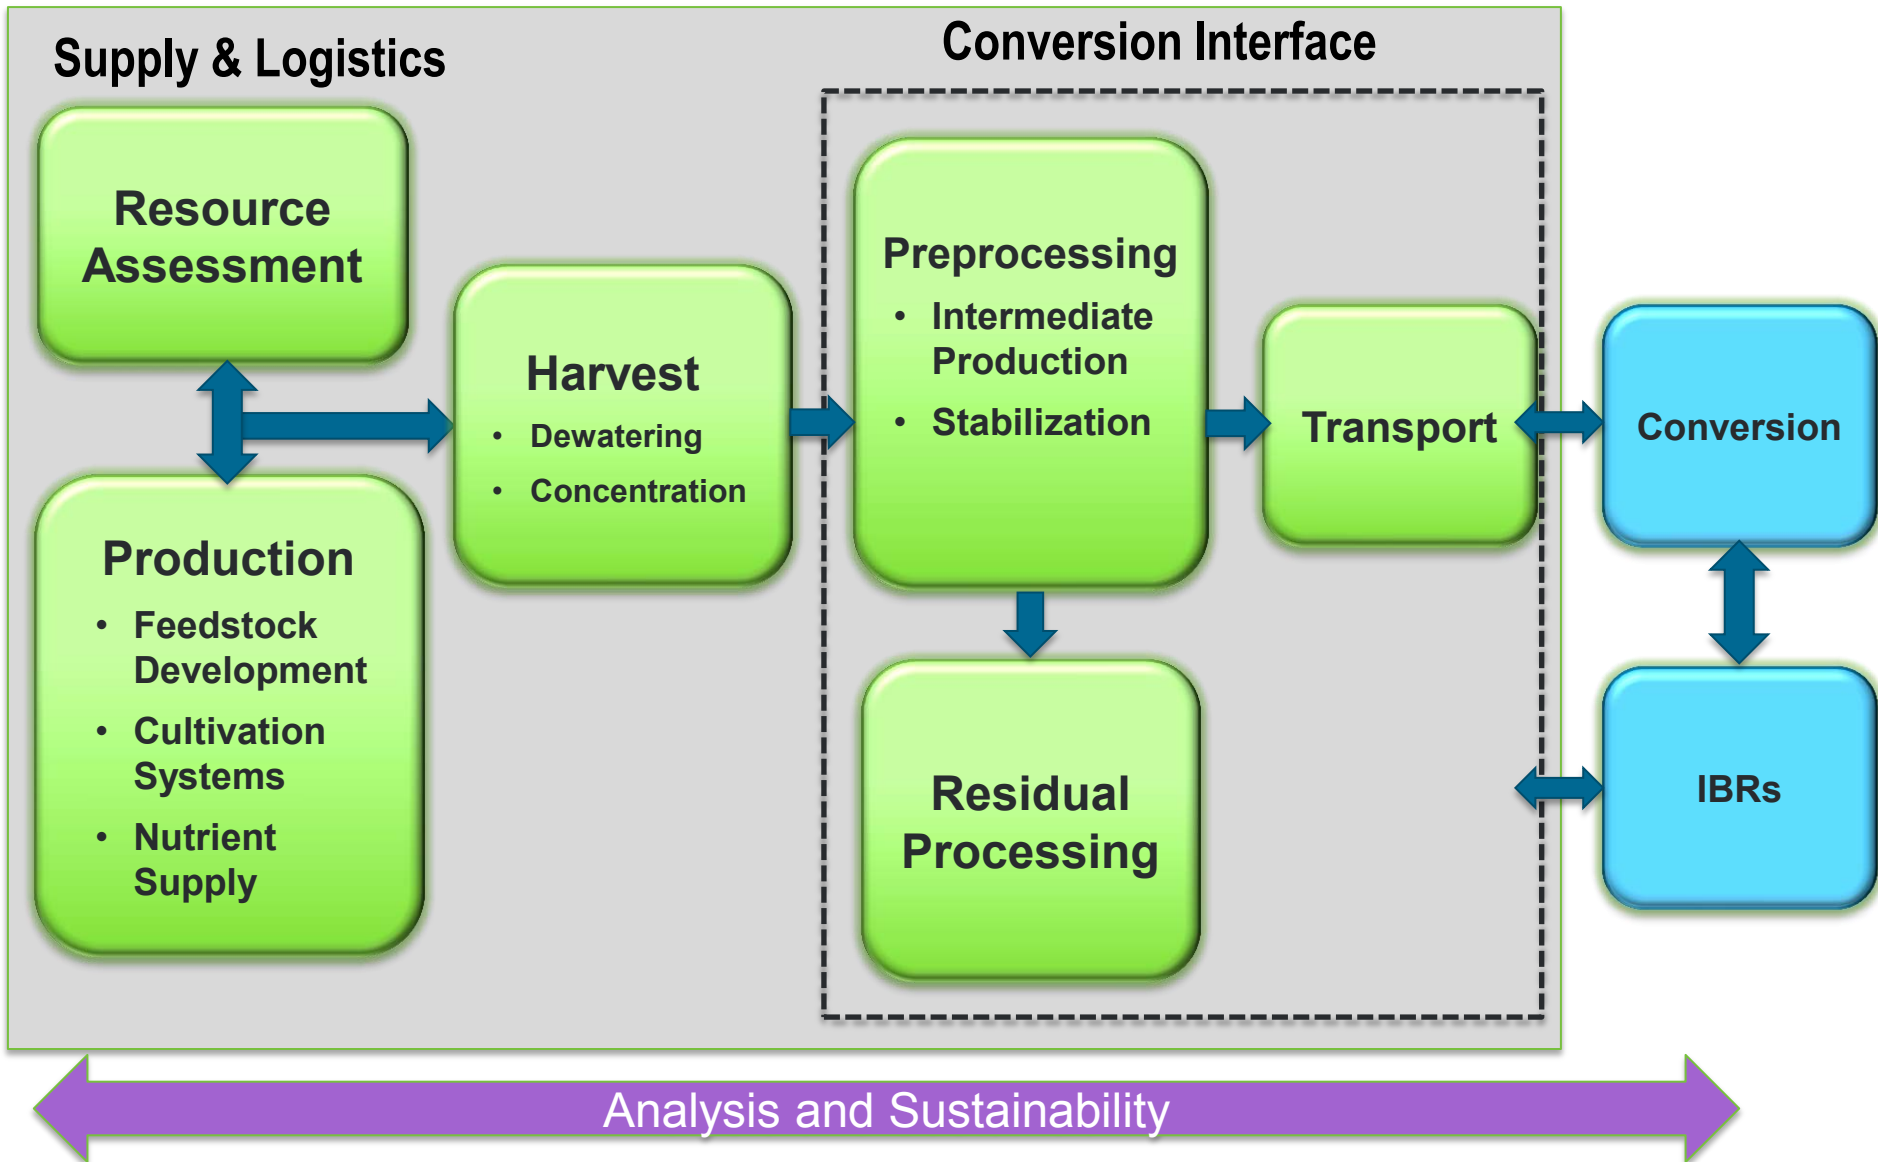 Supply & Logistics
Conversion Interface
Resource
Assessment
Production
• Feedstock
Development
• Cultivation
Systems
• Nutrient
Supply
Harvest
• Dewatering
• Concentration
Preprocessing
• Intermediate
Production
• Stabilization
Residual
Processing
Transport
Conversion
IBRs
Analysis and Sustainability